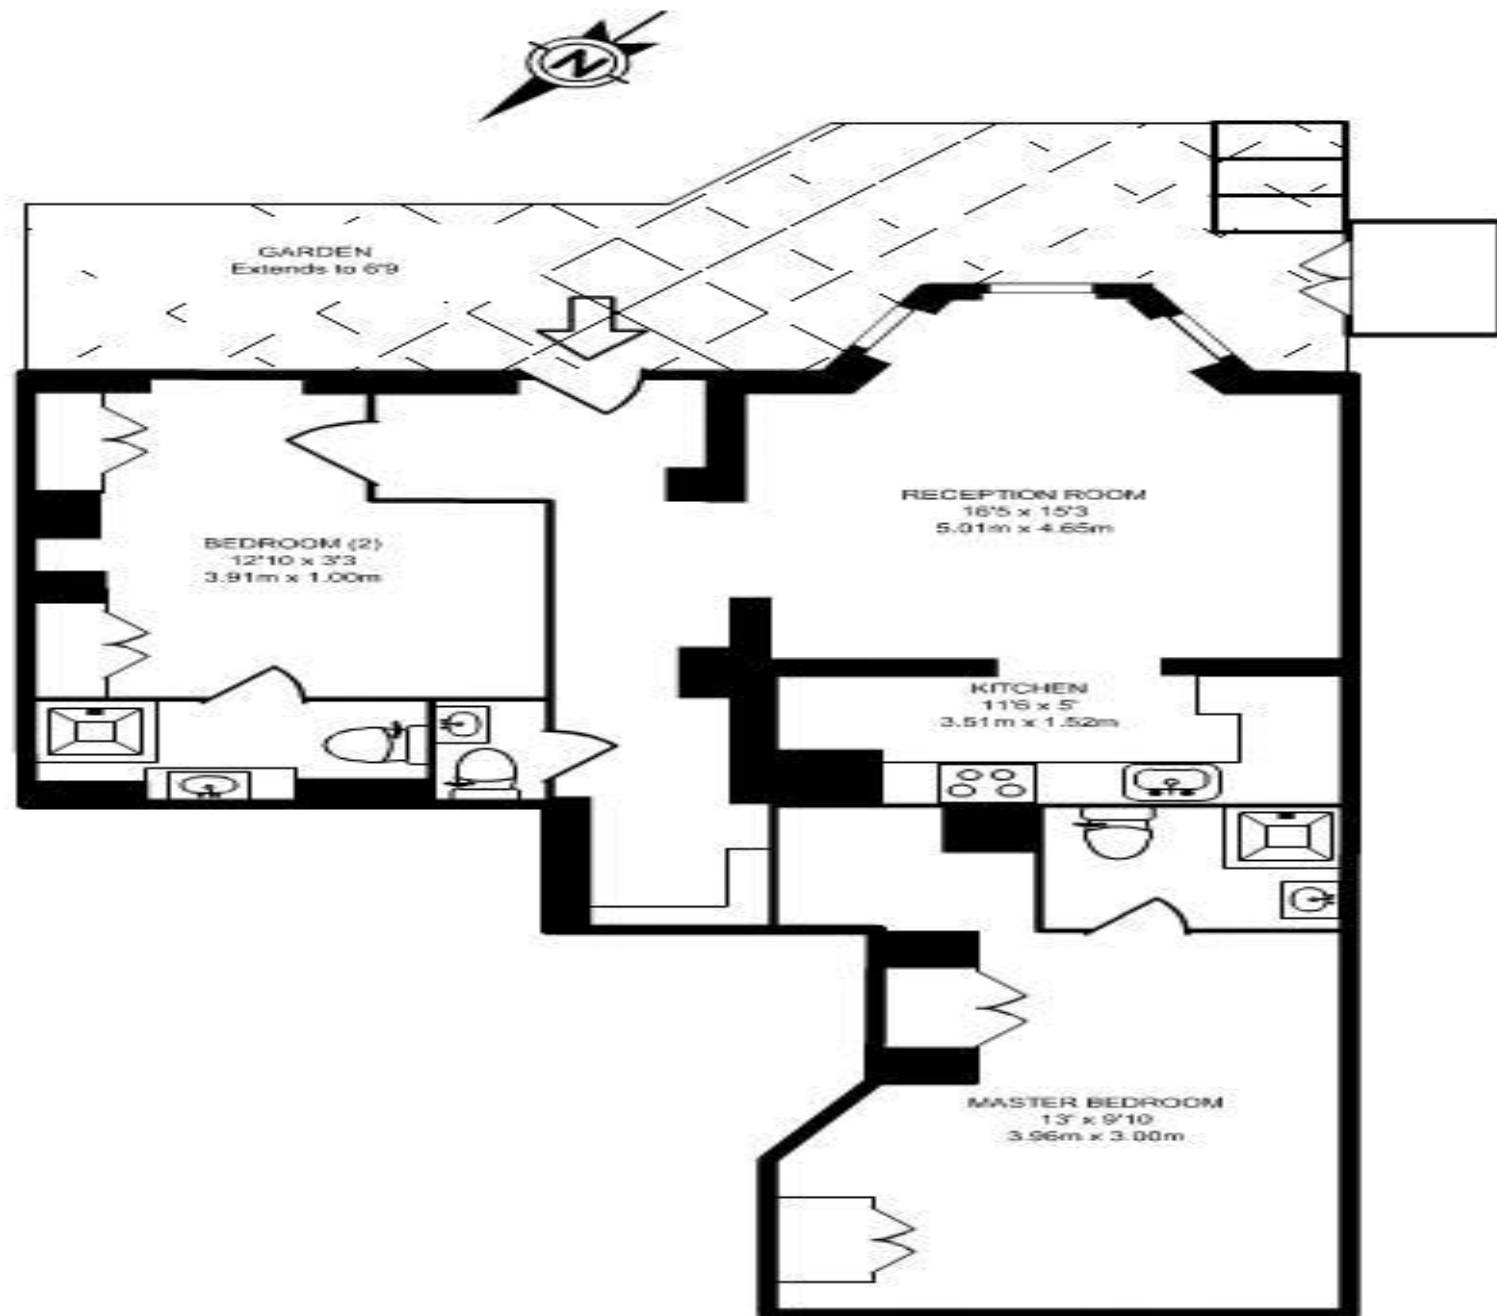 N
GARDEN
Extends to 6'9
RECEPTION ROOM
16'5 x 15'3
5.01m x 4.65m
BEDROOM (2)
12'10 x 3'3
3.91m x 1.00m
KITCHEN
11'6 x 5'
3.51m x 1.52m
MASTER BEDROOM
13' x 9'10
3.96m x 3.00m